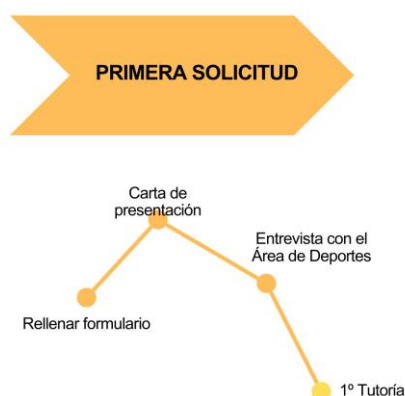 PRIMERA SOLICITUD
Carta de
presentación
Entrevista con el
Área de Deportes
Rellenar formulario
1º Tutoría